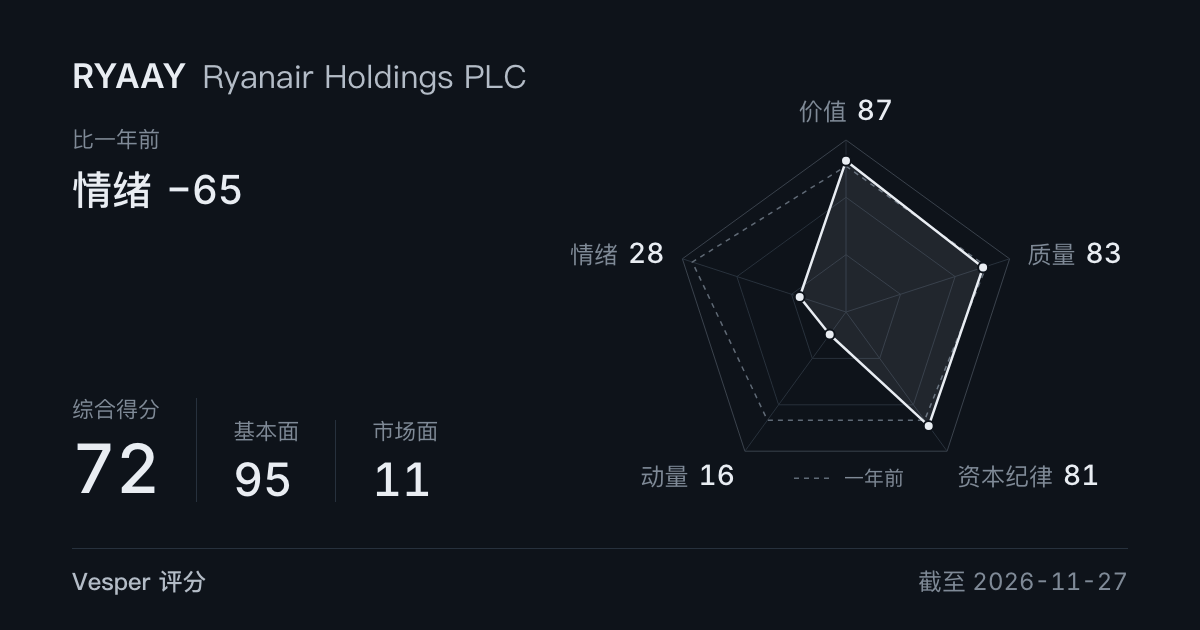 RYAAY Ryanair Holdings PLC
比一年前
情绪 −65
价值 87
情绪 28
质量 83
动量 16
---- 一年前
资本纪律 81
综合得分
72
基本面
95
市场面
11
Vesper 评分
截至 2026-11-27